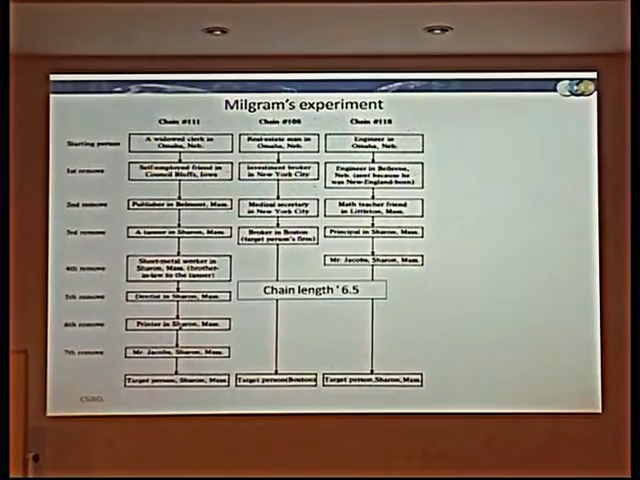 Milgram's experiment
Chain #111 Chain #108 Chain #118
Starting person
A widowed clerk in
Omaha, Neb.
Real-estate man in
Omaha, Neb.
Engineer in
Omaha, Neb.
1st remove
Self-employed friend in
Council Bluffs, Iowa
Investment broker
in New York City
Engineer in Bellevue,
Neb. (sent because he
was New-England-born)
2nd remove
Publisher in Belmont, Mass.
Medical secretary
in New York City
Math teacher friend
in Littleton, Mass.
3rd remove
A tanner in Sharon, Mass.
Broker in Boston
(target person's firm)
Principal in Sharon, Mass.
4th remove
Sheet-metal worker in
Sharon, Mass. (brother-
in-law to the tanner)
Mr. Jacobs, Sharon, Mass.
5th remove
Dentist in Sharon, Mass.
Chain length ' 6.5
6th remove
Printer in Sharon, Mass.
7th remove
Mr. Jacobs, Sharon, Mass.
Target person, Sharon, Mass.
Target person(Boston)
Target person,Sharon, Mass.